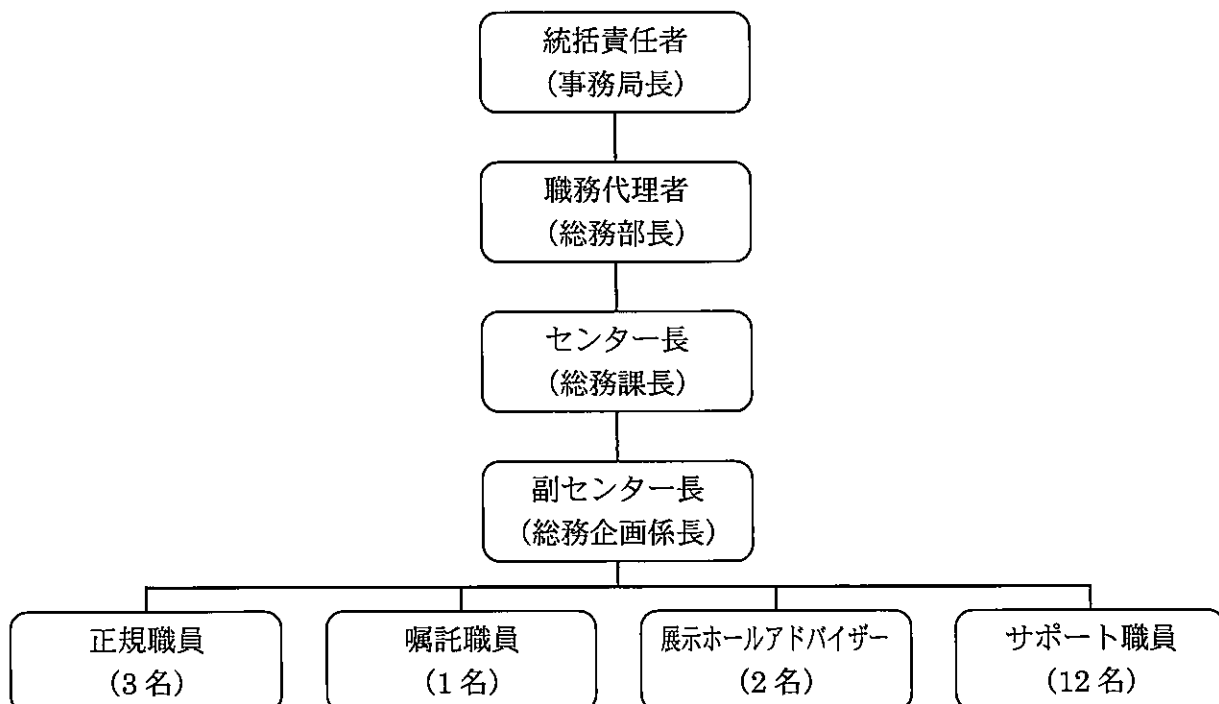 統括責任者
(事務局長)
職務代理者
(総務部長)
センター長
(総務課長)
副センター長
(総務企画係長)
正規職員
(3名)
嘱託職員
(1名)
展示ホールアドバイザー
(2名)
サポート職員
(12名)